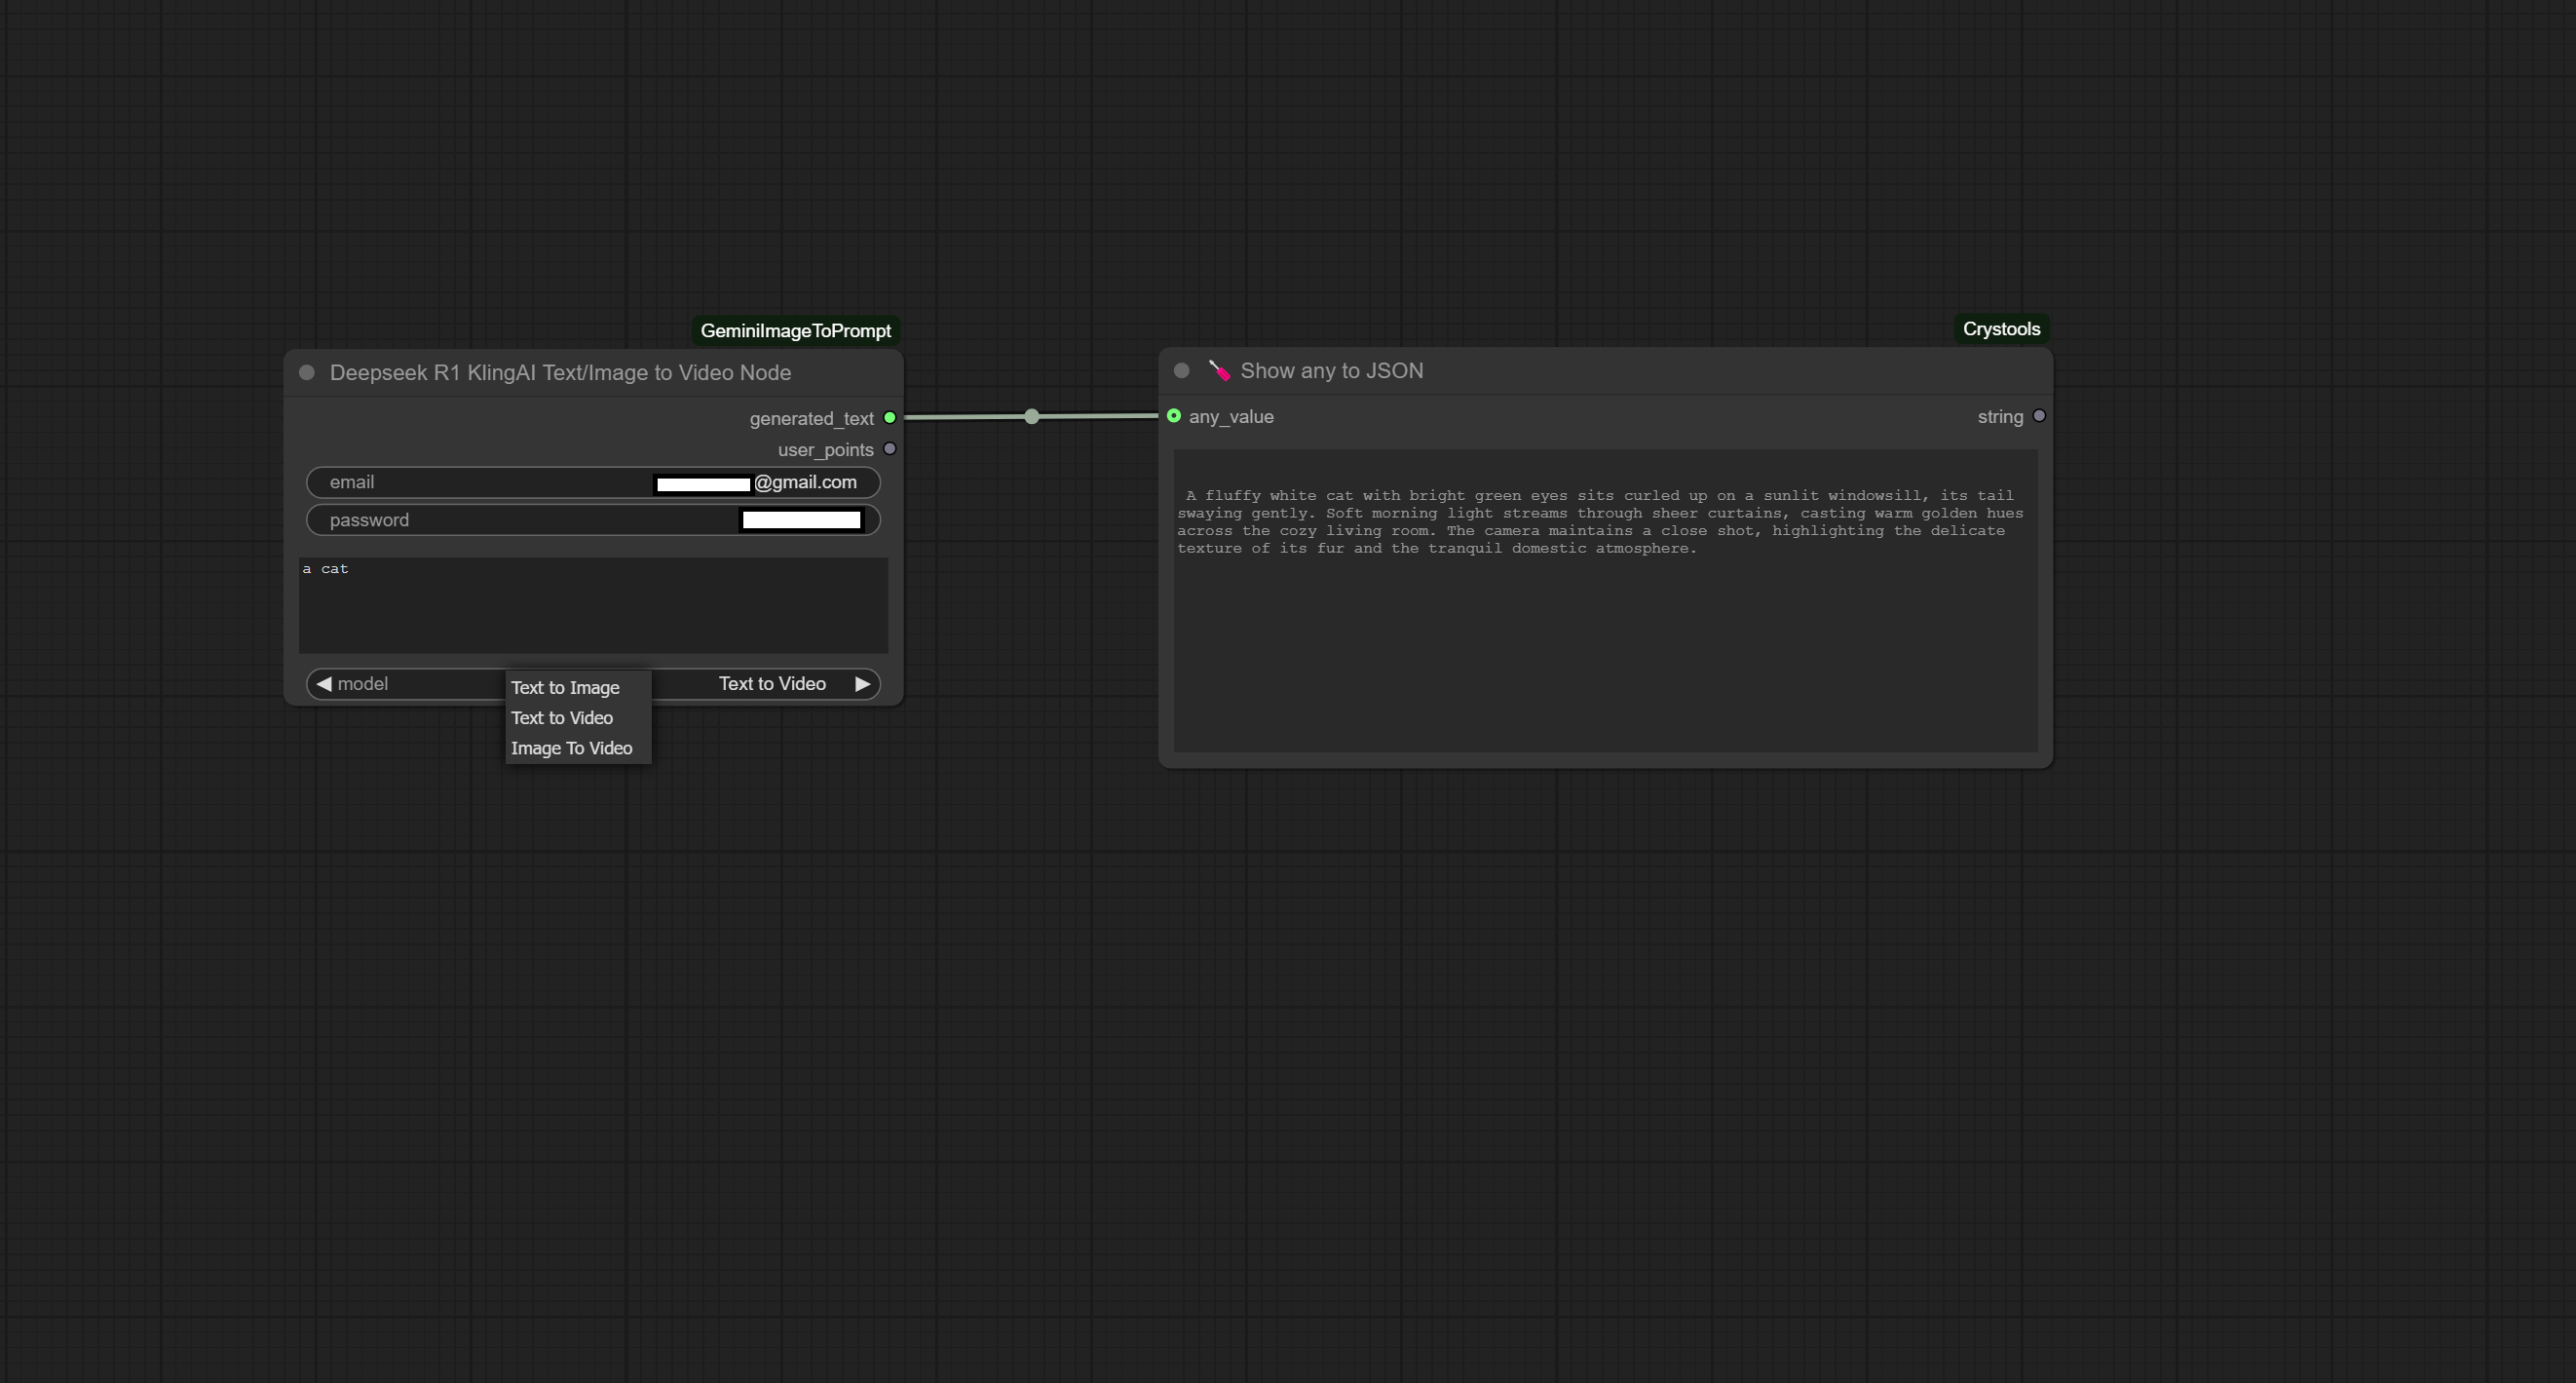 GeminiImageToPrompt
Deepseek R1 KlingAI Text/Image to Video Node
generated_text
user_points
email @gmail.com
password
a cat
model Text to Video
Text to Image
Text to Video
Image To Video
Crystools
Show any to JSON
any_value string
A fluffy white cat with bright green eyes sits curled up on a sunlit windowsill, its tail
swaying gently. Soft morning light streams through sheer curtains, casting warm golden hues
across the cozy living room. The camera maintains a close shot, highlighting the delicate
texture of its fur and the tranquil domestic atmosphere.